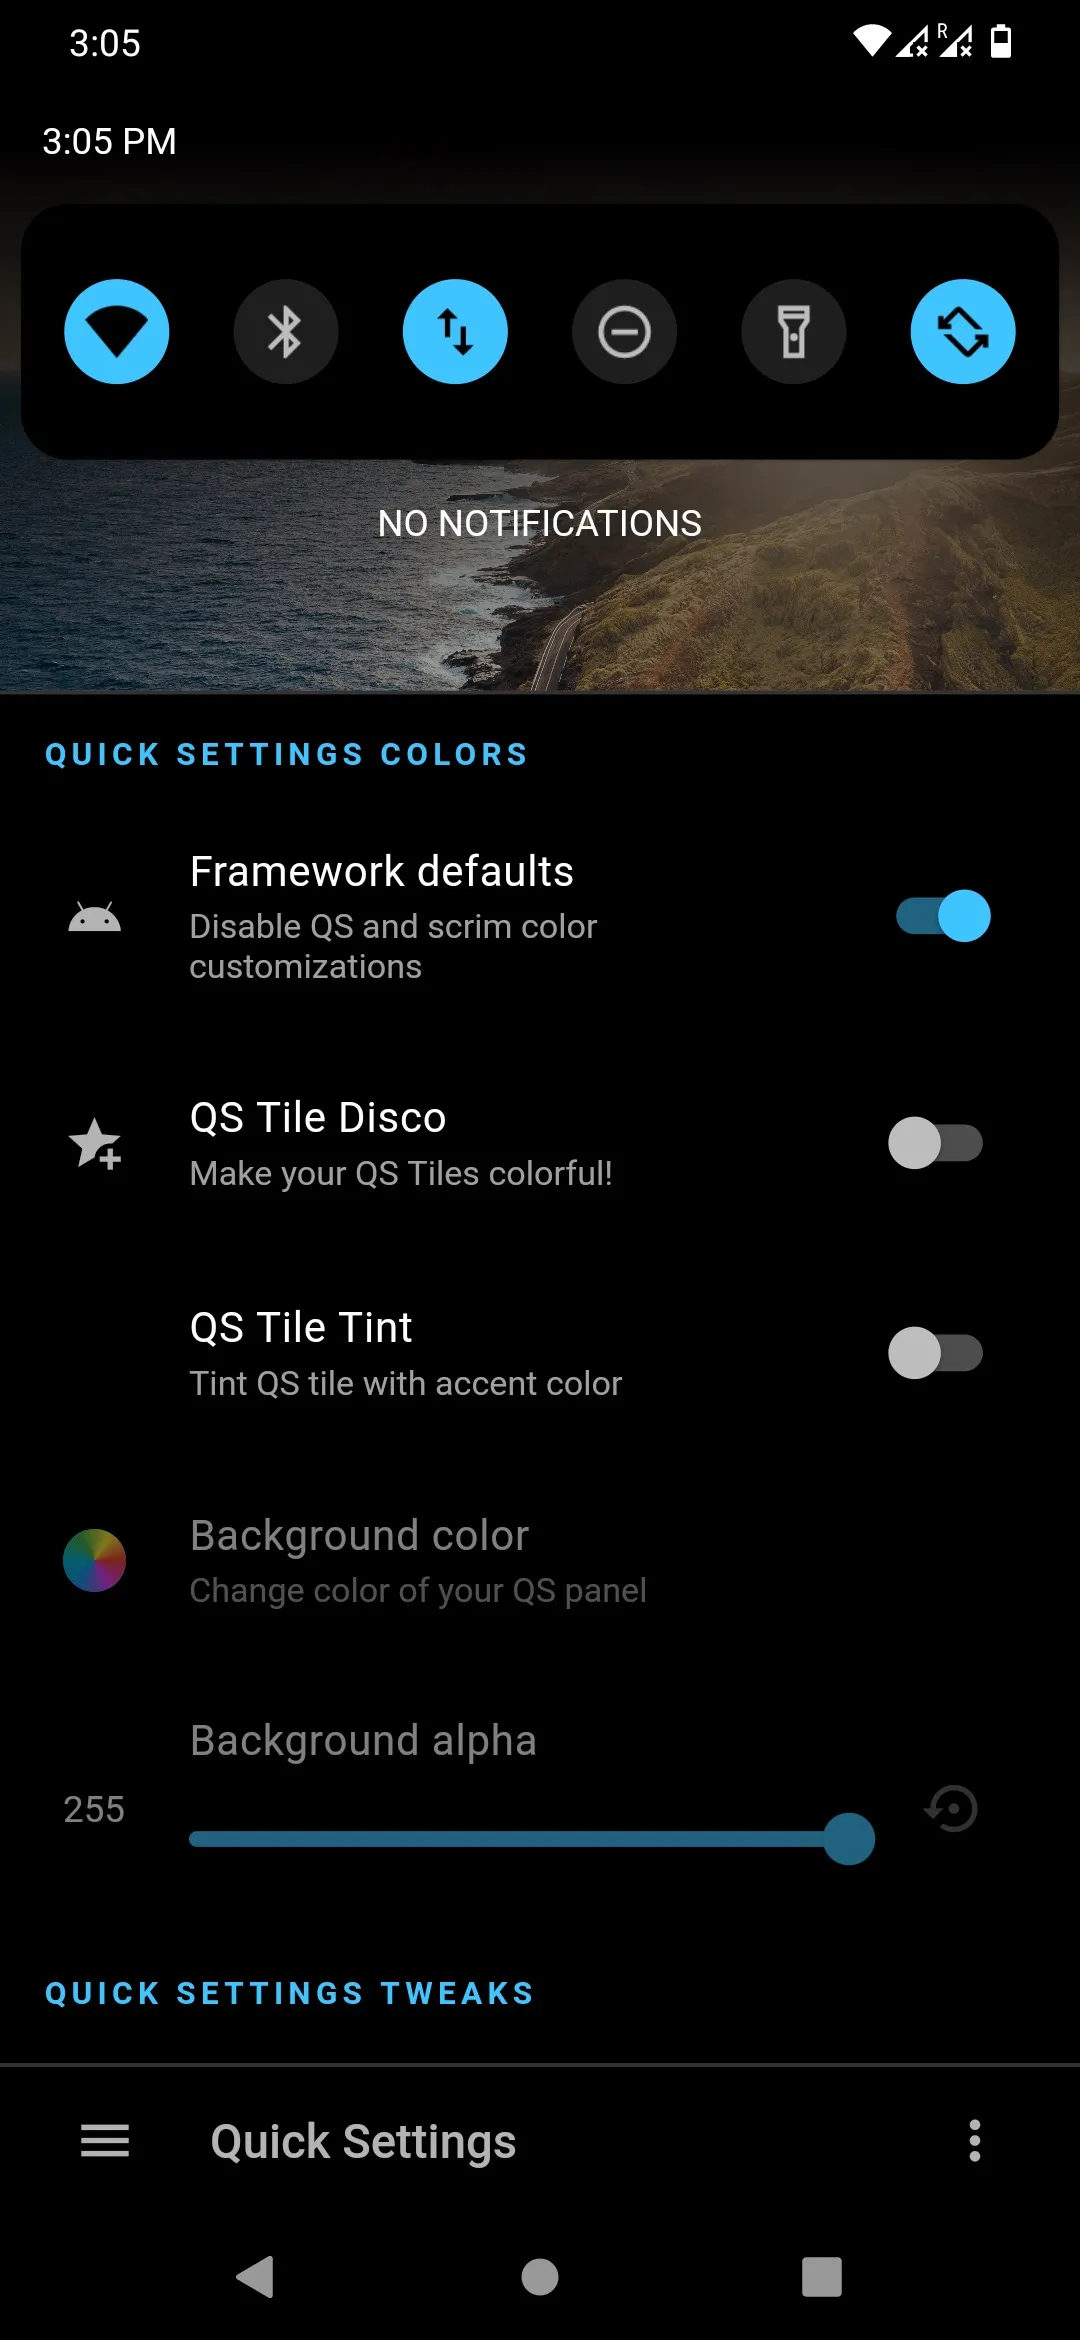 3:05
R
3:05 PM
NO NOTIFICATIONS
QUICK SETTINGS COLORS
Framework defaults
Disable QS and scrim color
customizations
QS Tile Disco
Make your QS Tiles colorful!
QS Tile Tint
Tint QS tile with accent color
Background color
Change color of your QS panel
Background alpha
255
QUICK SETTINGS TWEAKS
Quick Settings